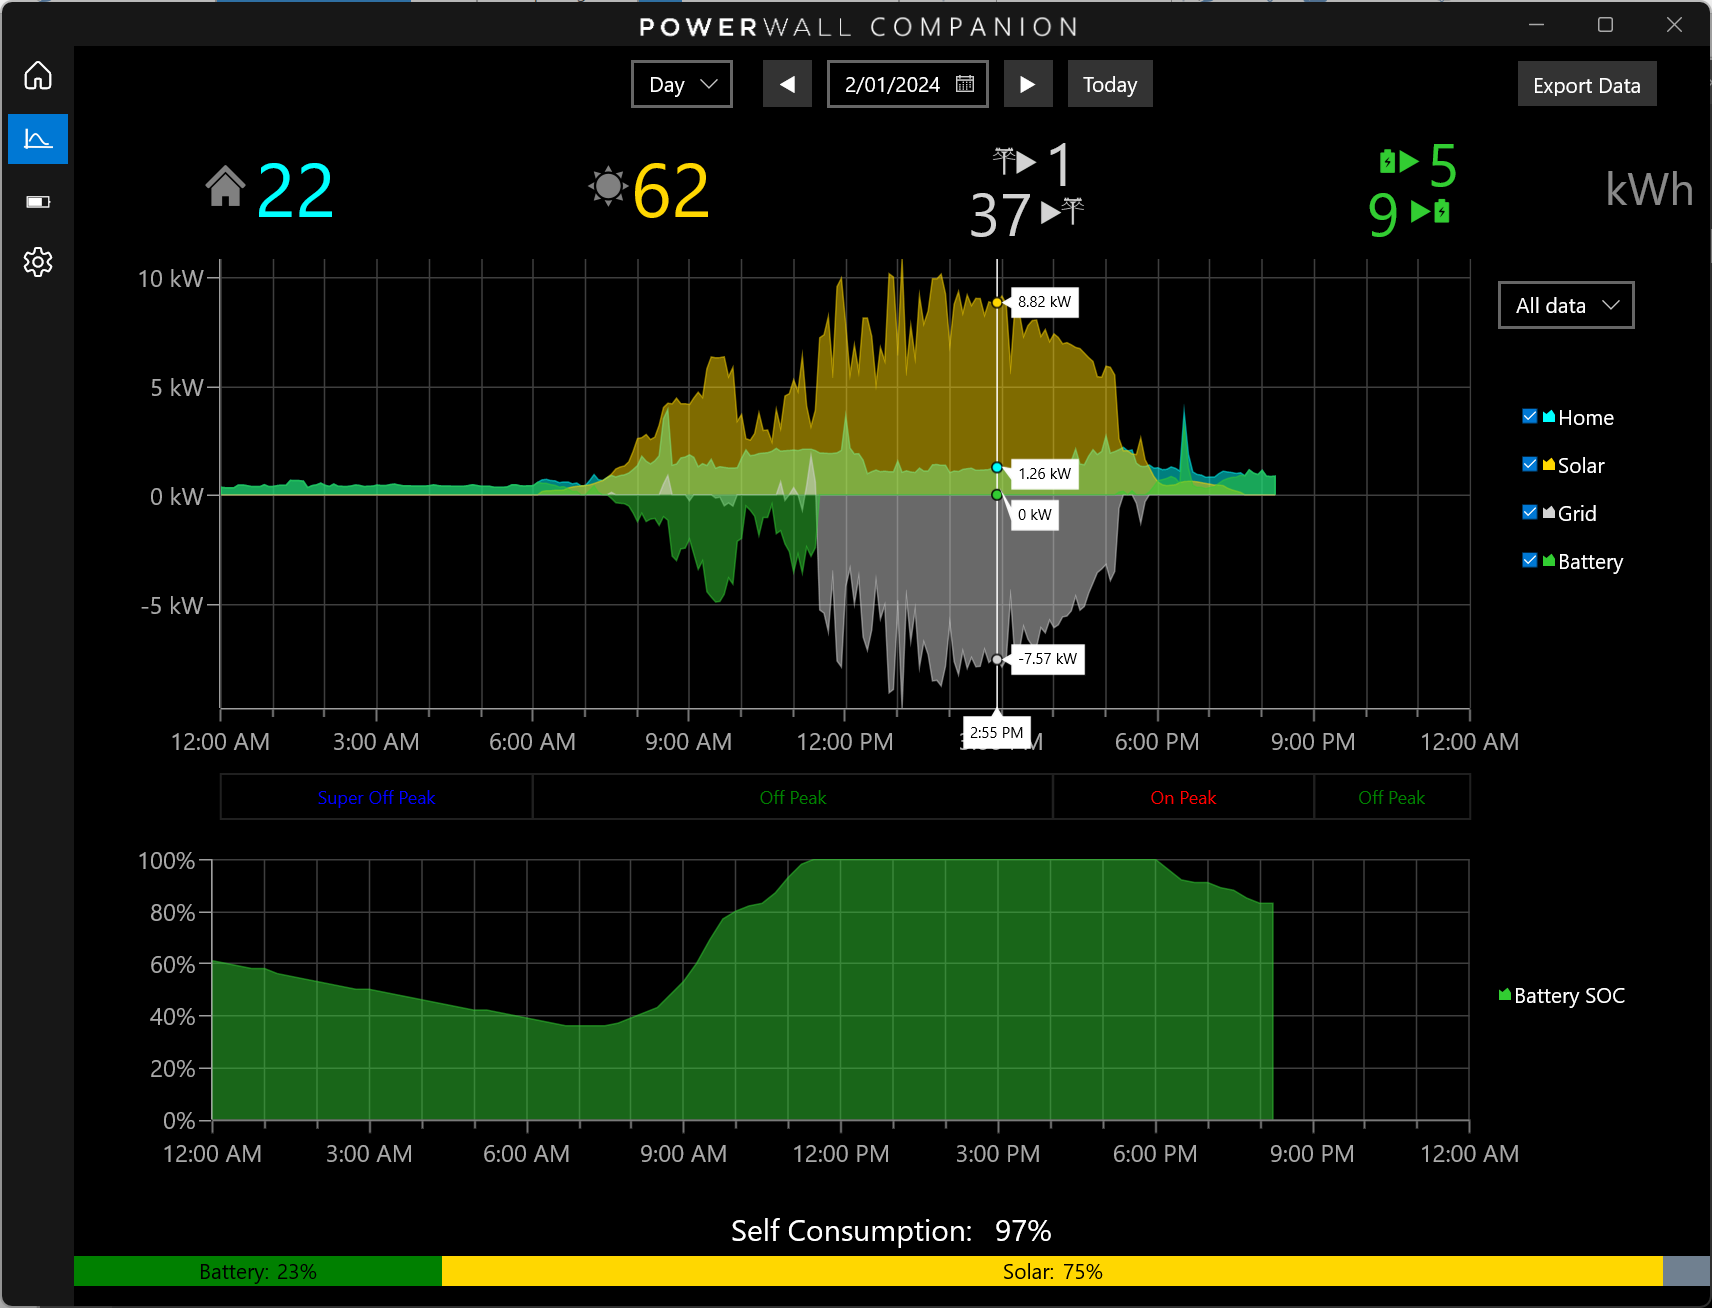 POWERWALL COMPANION
Day
2/01/2024
Today
Export Data
22
62
1
37
5
9
kWh
10 kW
5 kW
0 kW
-5 kW
8.82 kW
1.26 kW
0 kW
-7.57 kW
2:55 PM
All data
Home
Solar
Grid
Battery
12:00 AM 3:00 AM 6:00 AM 9:00 AM 12:00 PM 6:00 PM 9:00 PM 12:00 AM
Super Off Peak Off Peak On Peak Off Peak
100%
80%
60%
40%
20%
0%
Battery SOC
12:00 AM 3:00 AM 6:00 AM 9:00 AM 12:00 PM 3:00 PM 6:00 PM 9:00 PM 12:00 AM
Self Consumption: 97%
Battery: 23% Solar: 75%